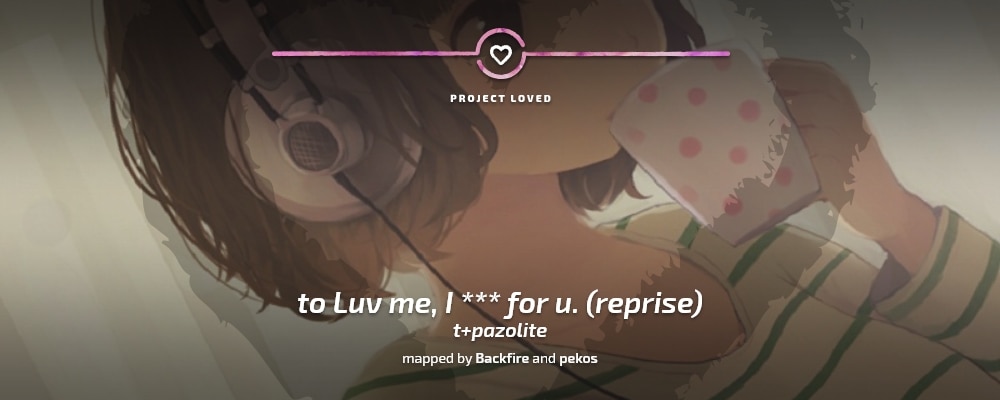 PROJECT LOVED
to Luv me, I *** for u. (reprise)
t+pazolite
mapped by Backfire and pekos